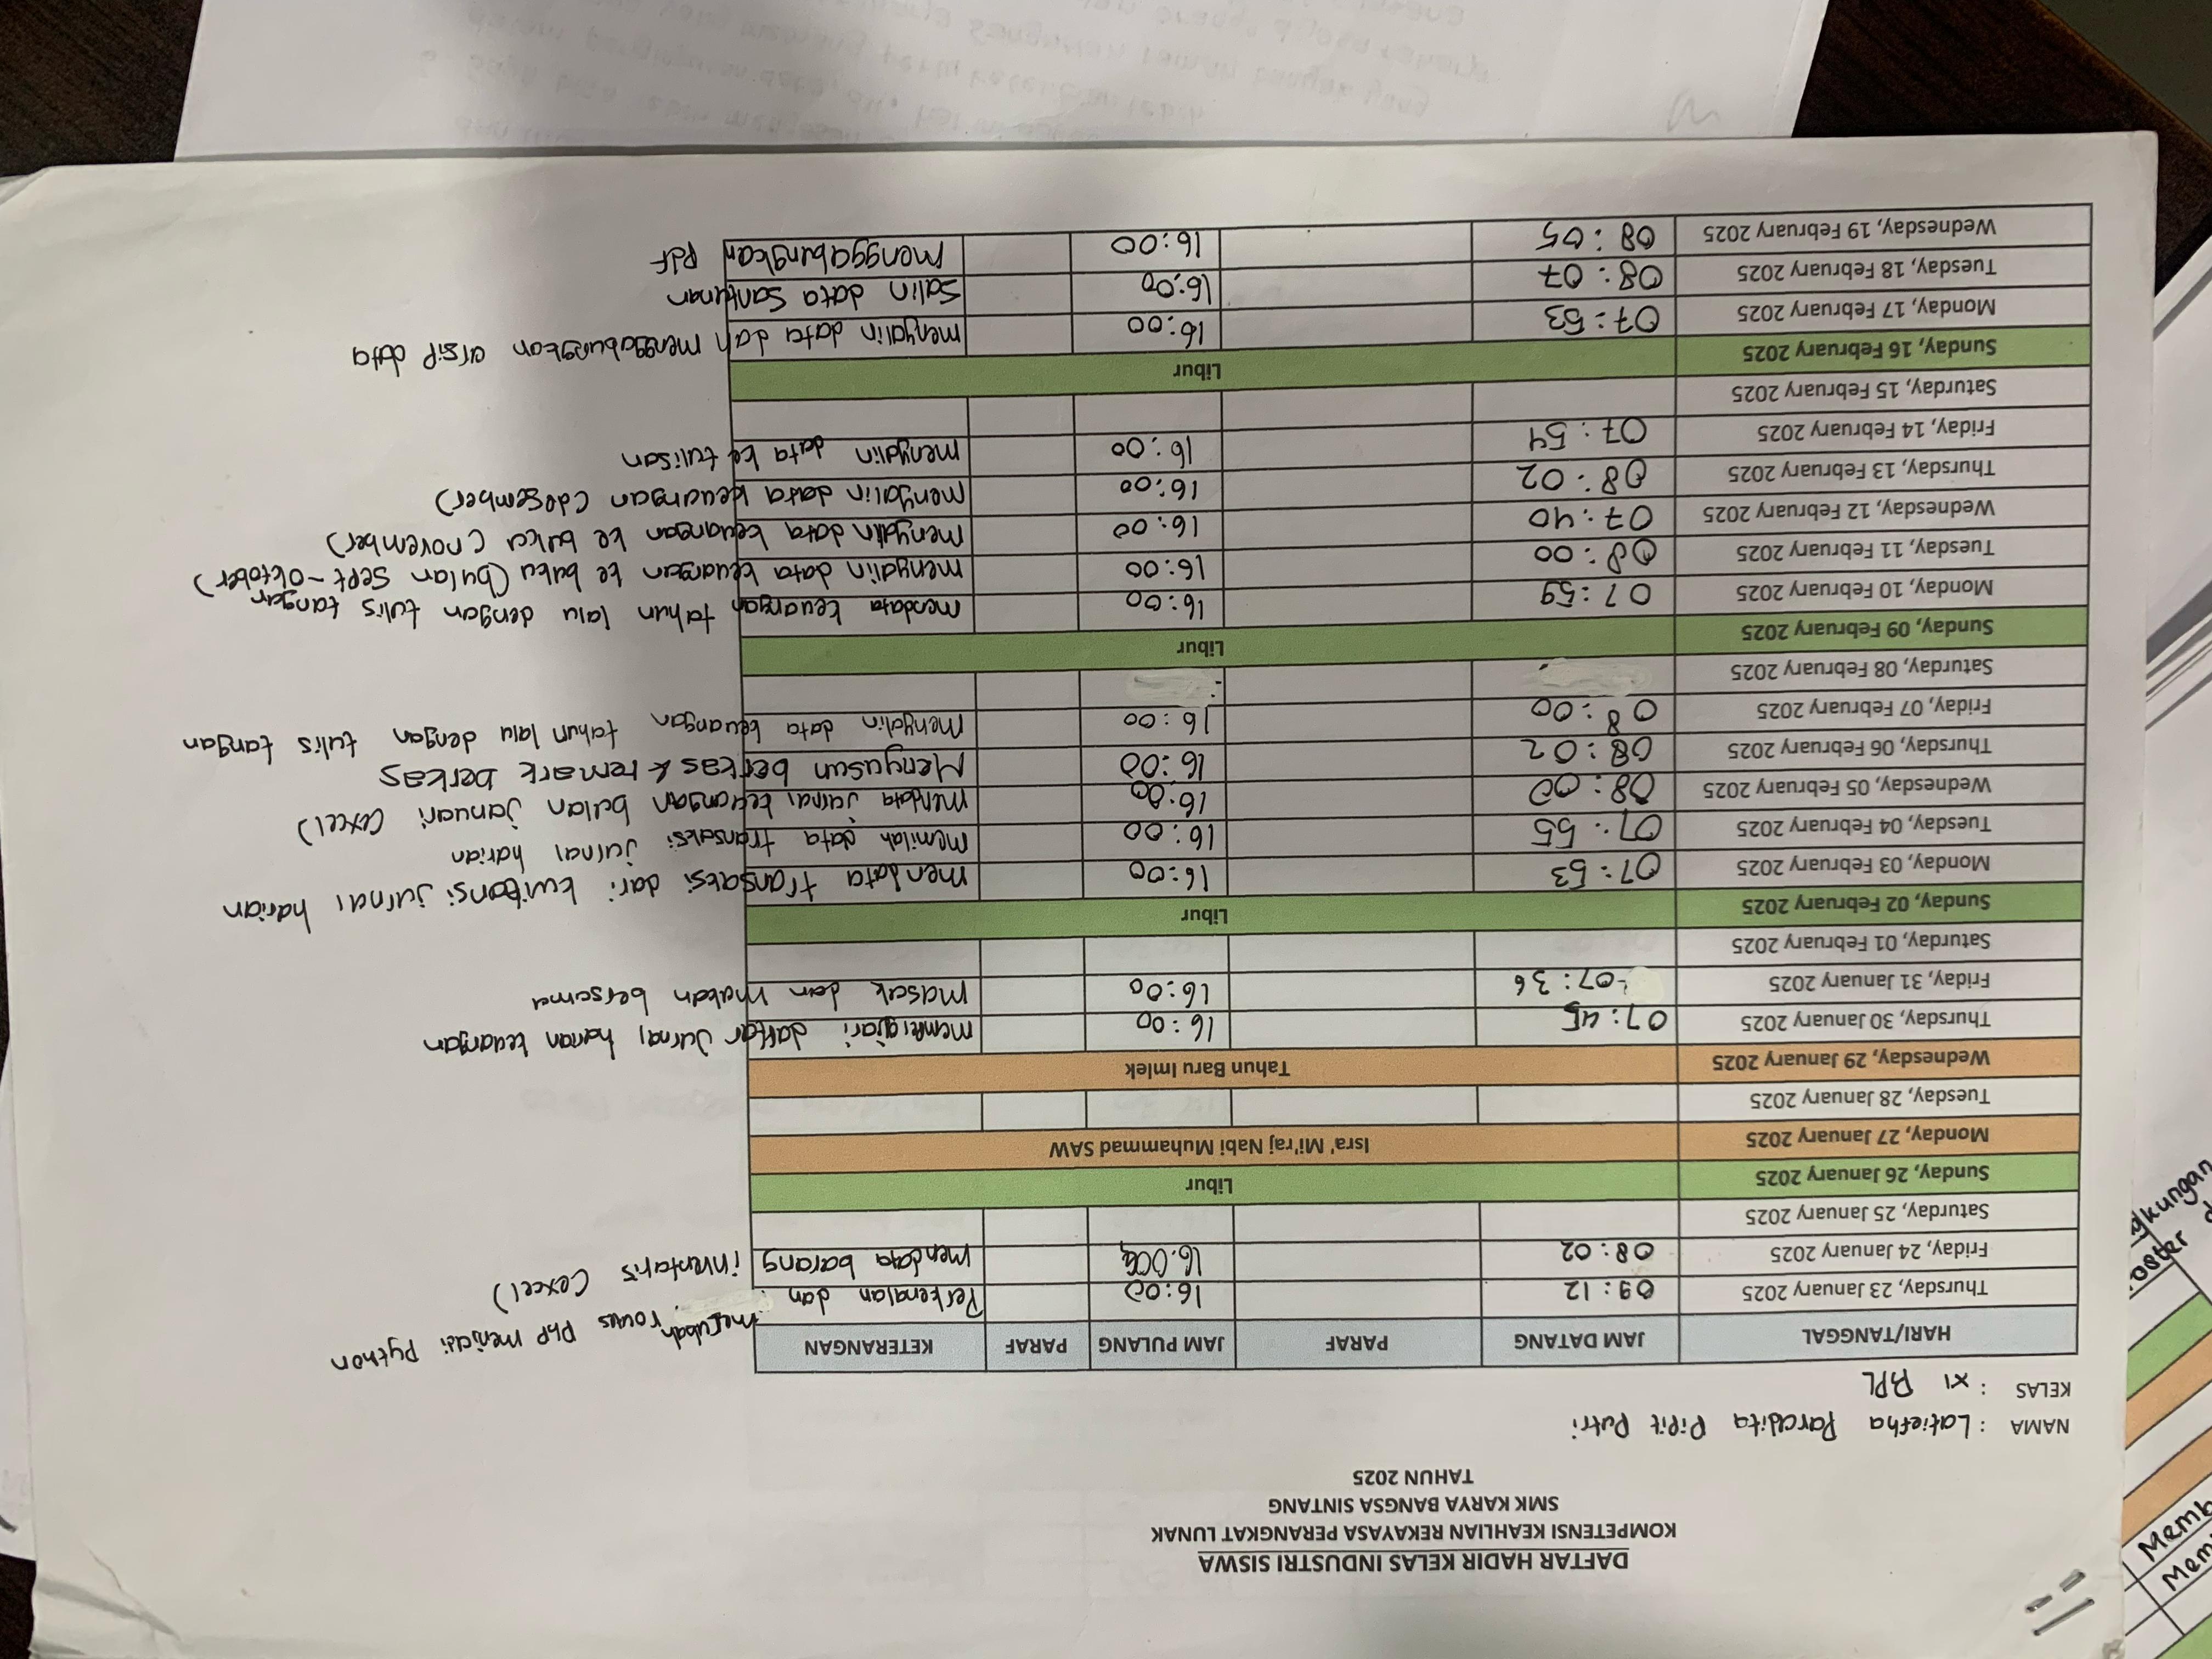 DAFTAR HADIR KELAS INDUSTRI SISWA
KOMPETENSI KEAHLIAN REKAYASA PERANGKAT LUNAK
SMK KARYA BANGSA SINTANG
TAHUN 2025
NAMA : Latiefha Paradita Pipit Putri
KELAS : XI RPL
HARI/TANGGAL JAM DATANG PARAF JAM PULANG PARAF KETERANGAN
Thursday, 23 January 2025 09:12 16:00 Perkenalan dan merubah rouus PhP menjadi Python
Friday, 24 January 2025 08:02 16.00 mendata barang inventaris (excel)
Saturday, 25 January 2025
Sunday, 26 January 2025 Libur
Monday, 27 January 2025 Isra' Mi'raj Nabi Muhammad SAW
Tuesday, 28 January 2025
Wednesday, 29 January 2025 Tahun Baru Imlek
Thursday, 30 January 2025 07:45 16:00 daftar Jurnal harian keuangan
Friday, 31 January 2025 07:36 16:00 masak dan makan bersama
Saturday, 01 February 2025
Sunday, 02 February 2025 Libur
Monday, 03 February 2025 07:53 16:00 mendata transaksi dari kwitansi jurnal harian
Tuesday, 04 February 2025 07:55 16:00 memilah data transaksi jurnal harian
Wednesday, 05 February 2025 08:00 16:00 mendata jurnal keuangan bulan januari (excel)
Thursday, 06 February 2025 08:02 16:00 Menyusun berkas & remark berkas
Friday, 07 February 2025 08:00 16:00 Menyalin data keuangan tahun lalu dengan tulis tangan
Saturday, 08 February 2025
Sunday, 09 February 2025 Libur
Monday, 10 February 2025 07:59 16:00 mendata keuangan tahun lalu dengan tulis tangan
Tuesday, 11 February 2025 08:00 16:00 menyalin data keuangan ke buku (bulan Sept - Oktober)
Wednesday, 12 February 2025 07:40 16:00 menyalin data keuangan ke buku (november)
Thursday, 13 February 2025 08:02 16:00 menyalin data keuangan (desember)
Friday, 14 February 2025 07:54 16:00 menyalin data ke tulisan
Saturday, 15 February 2025
Sunday, 16 February 2025 Libur
Monday, 17 February 2025 07:53 16:00 menyalin data dan menggabungkan arsip data
Tuesday, 18 February 2025 08:07 16:00 Salin data santunan
Wednesday, 19 February 2025 08:05 16:00 menggabungkan pdf